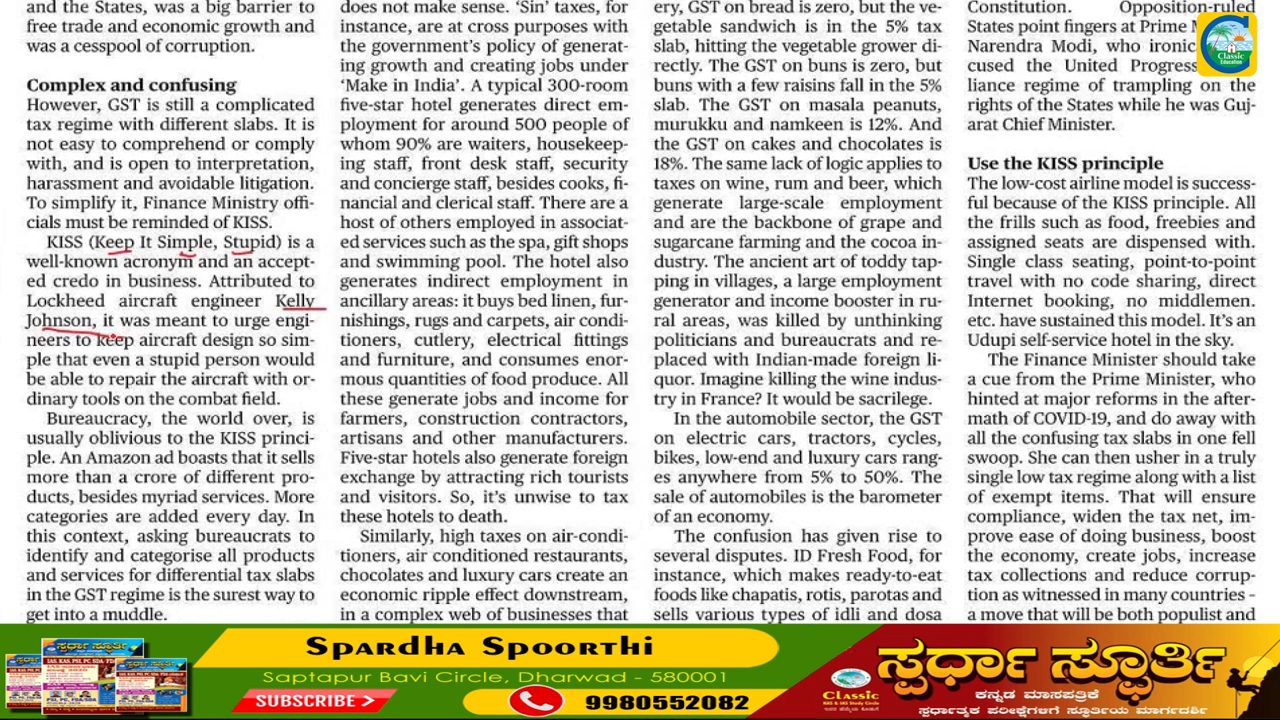 and the States, was a big barrier to
free trade and economic growth and
was a cesspool of corruption.
Complex and confusing
However, GST is still a complicated
tax regime with different slabs. It is
not easy to comprehend or comply
with, and is open to interpretation,
harassment and avoidable litigation.
To simplify it, Finance Ministry offi-
cials must be reminded of KISS.
KISS (Keep It Simple, Stupid) is a
well-known acronym and an accept-
ed credo in business. Attributed to
Lockheed aircraft engineer Kelly
Johnson, it was meant to urge engi-
neers to keep aircraft design so sim-
ple that even a stupid person would
be able to repair the aircraft with or-
dinary tools on the combat field.
Bureaucracy, the world over, is
usually oblivious to the KISS princi-
ple. An Amazon ad boasts that it sells
more than a crore of different pro-
ducts, besides myriad services. More
categories are added every day. In
this context, asking bureaucrats to
identify and categorise all products
and services for differential tax slabs
in the GST regime is the surest way to
get into a muddle.
does not make sense. ‘Sin’ taxes, for
instance, are at cross purposes with
the government’s policy of generat-
ing growth and creating jobs under
‘Make in India’. A typical 300-room
five-star hotel generates direct em-
ployment for around 500 people of
whom 90% are waiters, housekeep-
ing staff, front desk staff, security
and concierge staff, besides cooks, fi-
nancial and clerical staff. There are a
host of others employed in associat-
ed services such as the spa, gift shops
and swimming pool. The hotel also
generates indirect employment in
ancillary areas: it buys bed linen, fur-
nishings, rugs and carpets, air condi-
tioners, cutlery, electrical fittings
and furniture, and consumes enor-
mous quantities of food produce. All
these generate jobs and income for
farmers, construction contractors,
artisans and other manufacturers.
Five-star hotels also generate foreign
exchange by attracting rich tourists
and visitors. So, it’s unwise to tax
these hotels to death.
Similarly, high taxes on air-condi-
tioners, air conditioned restaurants,
chocolates and luxury cars create an
economic ripple effect downstream,
in a complex web of businesses that
ery, GST on bread is zero, but the ve-
getable sandwich is in the 5% tax
slab, hitting the vegetable grower di-
rectly. The GST on buns is zero, but
buns with a few raisins fall in the 5%
slab. The GST on masala peanuts,
murukku and namkeen is 12%. And
the GST on cakes and chocolates is
18%. The same lack of logic applies to
taxes on wine, rum and beer, which
generate large-scale employment
and are the backbone of grape and
sugarcane farming and the cocoa in-
dustry. The ancient art of toddy tap-
ping in villages, a large employment
generator and income booster in ru-
ral areas, was killed by unthinking
politicians and bureaucrats and re-
placed with Indian-made foreign li-
quor. Imagine killing the wine indus-
try in France? It would be sacrilege.
In the automobile sector, the GST
on electric cars, tractors, cycles,
bikes, low-end and luxury cars rang-
es anywhere from 5% to 50%. The
sale of automobiles is the barometer
of an economy.
The confusion has given rise to
several disputes. ID Fresh Food, for
instance, which makes ready-to-eat
foods like chapatis, rotis, parotas and
sells various types of idli and dosa
Constitution. Opposition-ruled
States point fingers at Prime
Narendra Modi, who ironic
cused the United Progress
liance regime of trampling on the
rights of the States while he was Guj-
arat Chief Minister.
Use the KISS principle
The low-cost airline model is success-
ful because of the KISS principle. All
the frills such as food, freebies and
assigned seats are dispensed with.
Single class seating, point-to-point
travel with no code sharing, direct
Internet booking, no middlemen.
etc. have sustained this model. It’s an
Udupi self-service hotel in the sky.
The Finance Minister should take
a cue from the Prime Minister, who
hinted at major reforms in the after-
math of COVID-19, and do away with
all the confusing tax slabs in one fell
swoop. She can then usher in a truly
single low tax regime along with a list
of exempt items. That will ensure
compliance, widen the tax net, im-
prove ease of doing business, boost
the economy, create jobs, increase
tax collections and reduce corrup-
tion as witnessed in many countries –
a move that will be both populist and
Classic
Education
Spardha Spoorthi
Saptapur Bavi Circle, Dharwad - 580001
SUBSCRIBE
9980552082
ಸ್ಪರ್ಧಾ ಸ್ಫೂರ್ತಿ
ಕನ್ನಡ ಮಾಸಪತ್ರಿಕೆ
ಸ್ಪರ್ಧಾತ್ಮಕ ಪರೀಕ್ಷೆಗಳಿಗೆ ಸ್ಫೂರ್ತಿಯ ಮಾರ್ಗದರ್ಶಿ
Classic
KAS & IAS Study Circle